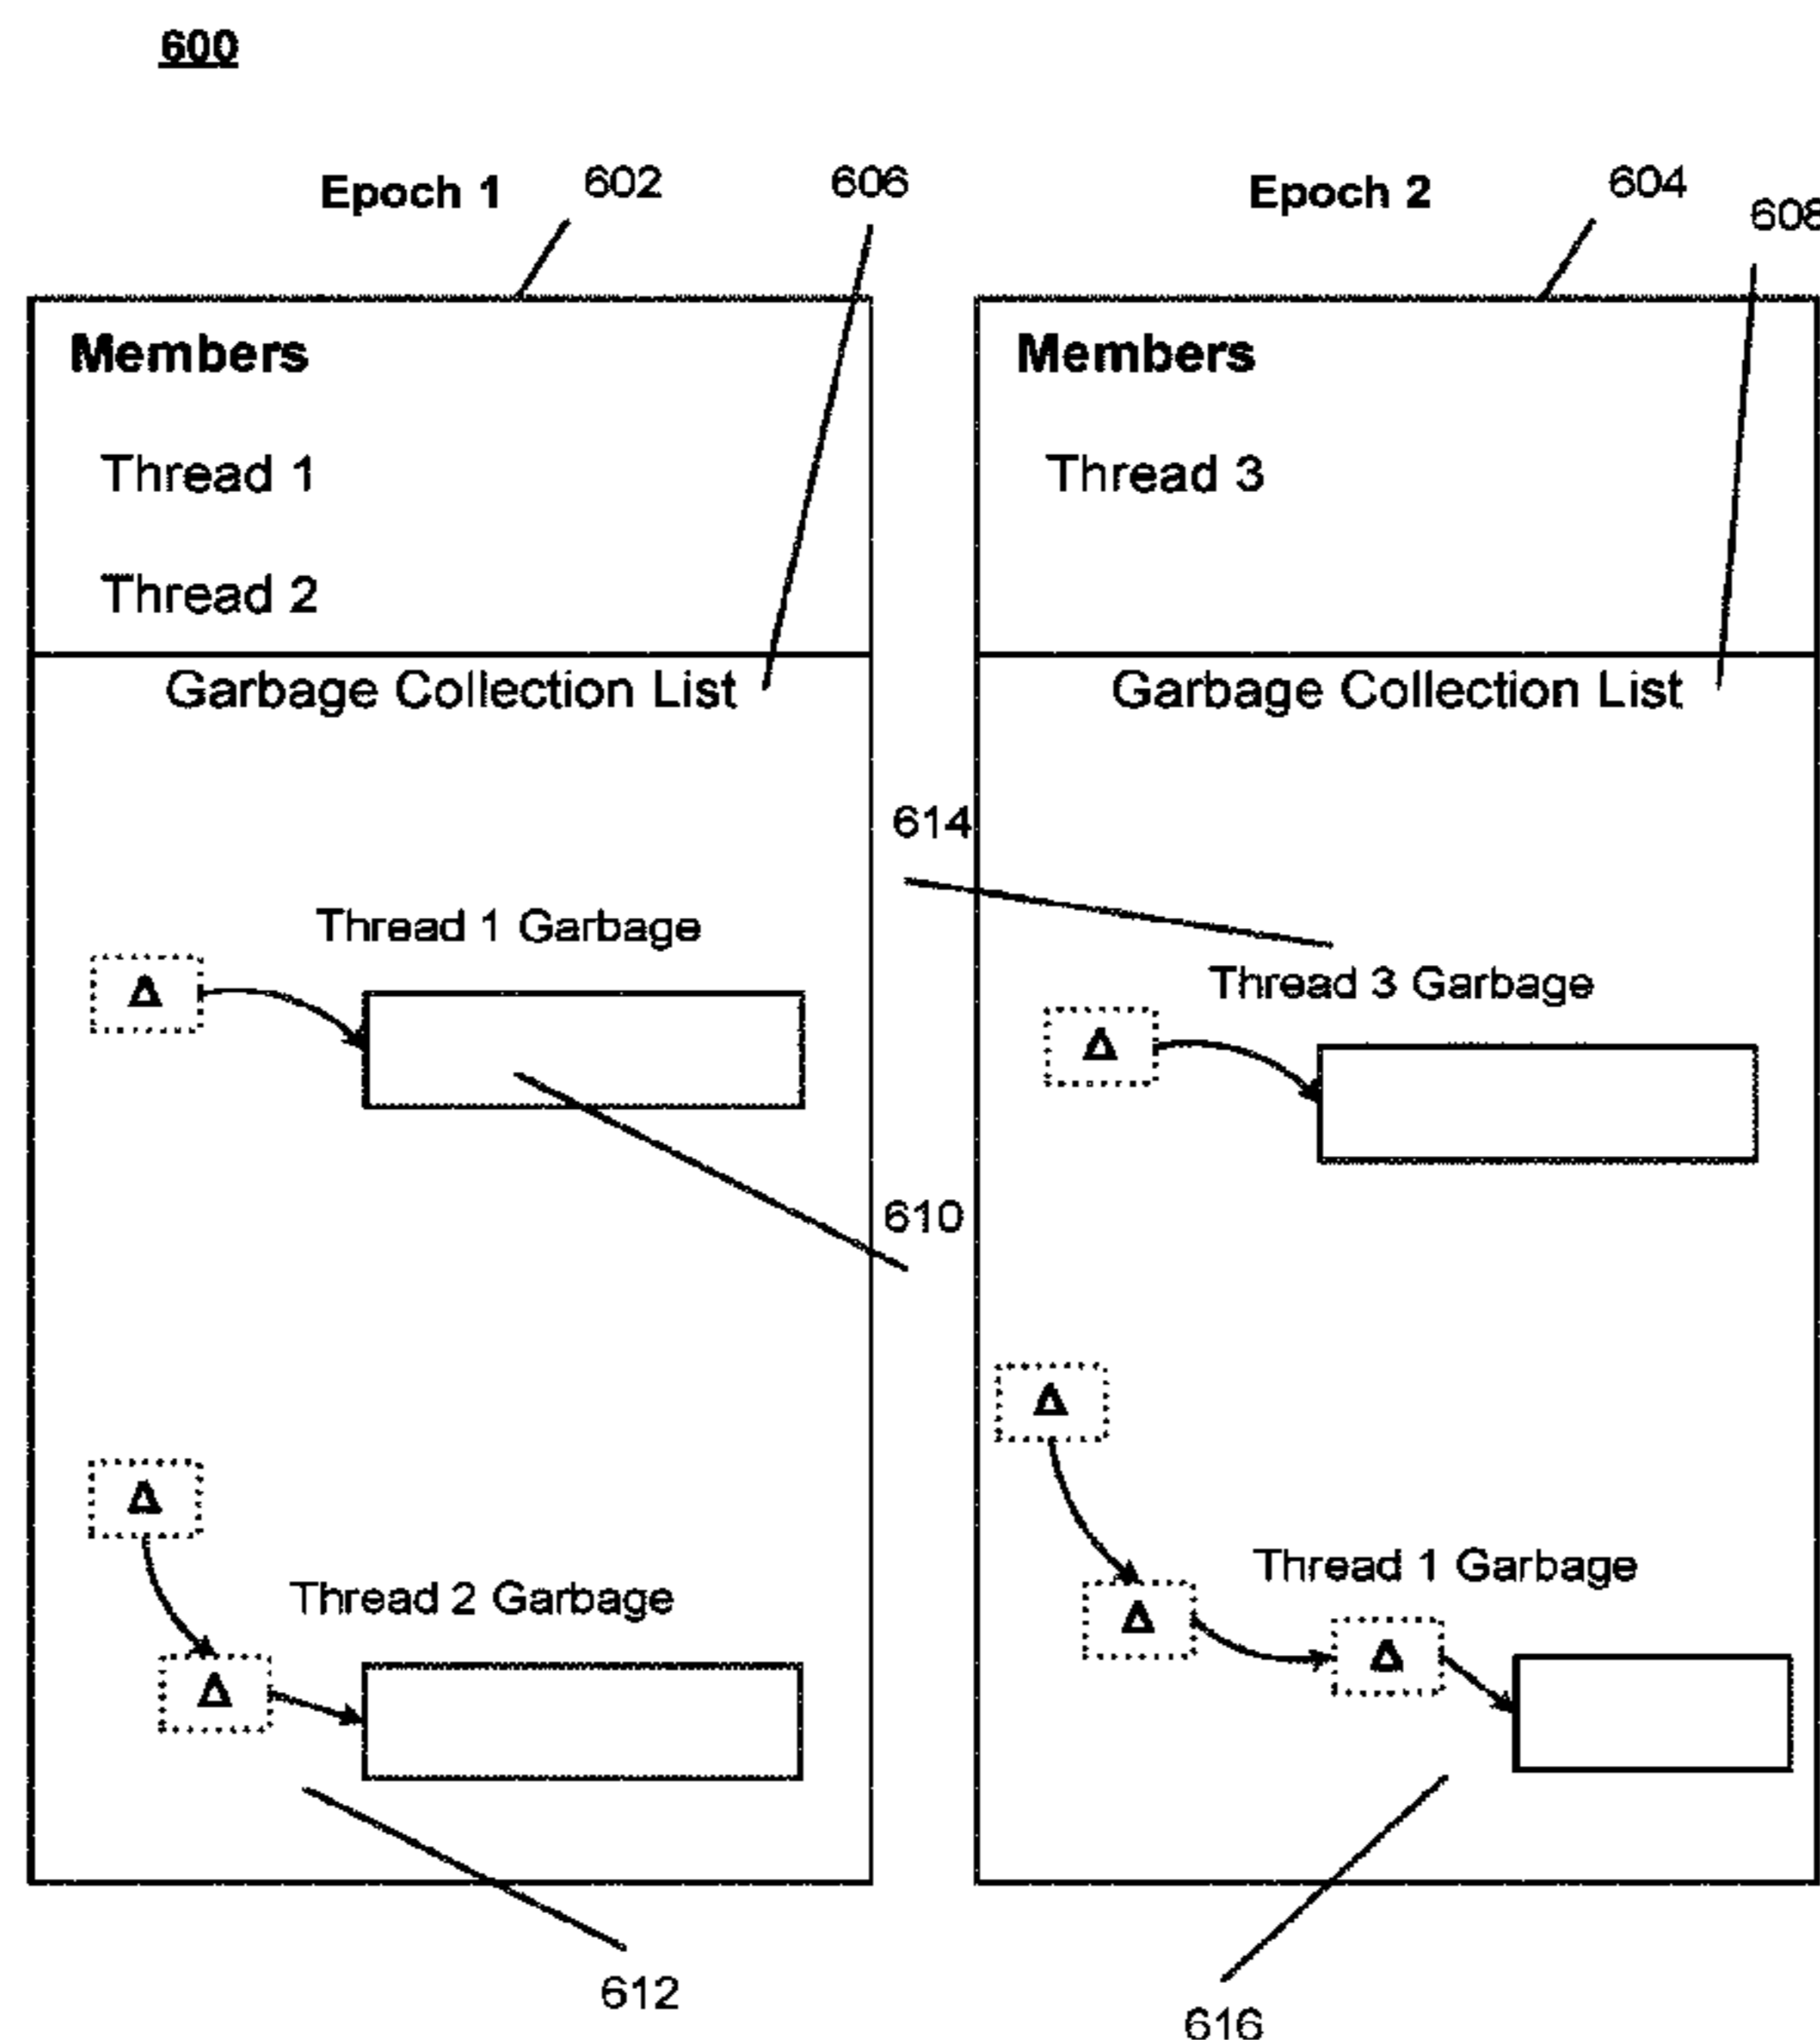 600
Epoch 1
602
606
Members
Thread 1
Thread 2
Garbage Collection List
Thread 1 Garbage
Δ
610
Δ
Thread 2 Garbage
Δ
612
Epoch 2
604
608
Members
Thread 3
Garbage Collection List
614
Thread 3 Garbage
Δ
Δ
Thread 1 Garbage
Δ
Δ
616